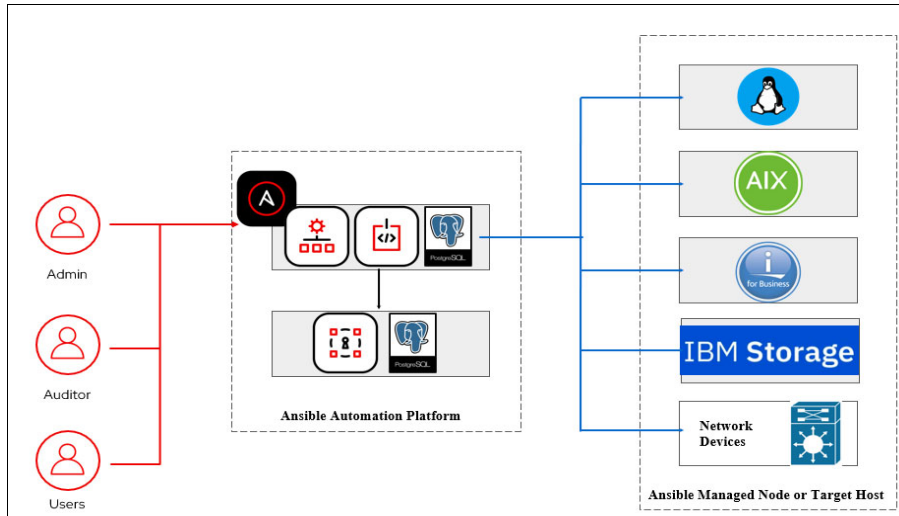 Admin
Auditor
Users
A
</>
PostgreSQL
PostgreSQL
Ansible Automation Platform
AIX
i
for Business
IBM Storage
Network
Devices
Ansible Managed Node or Target Host